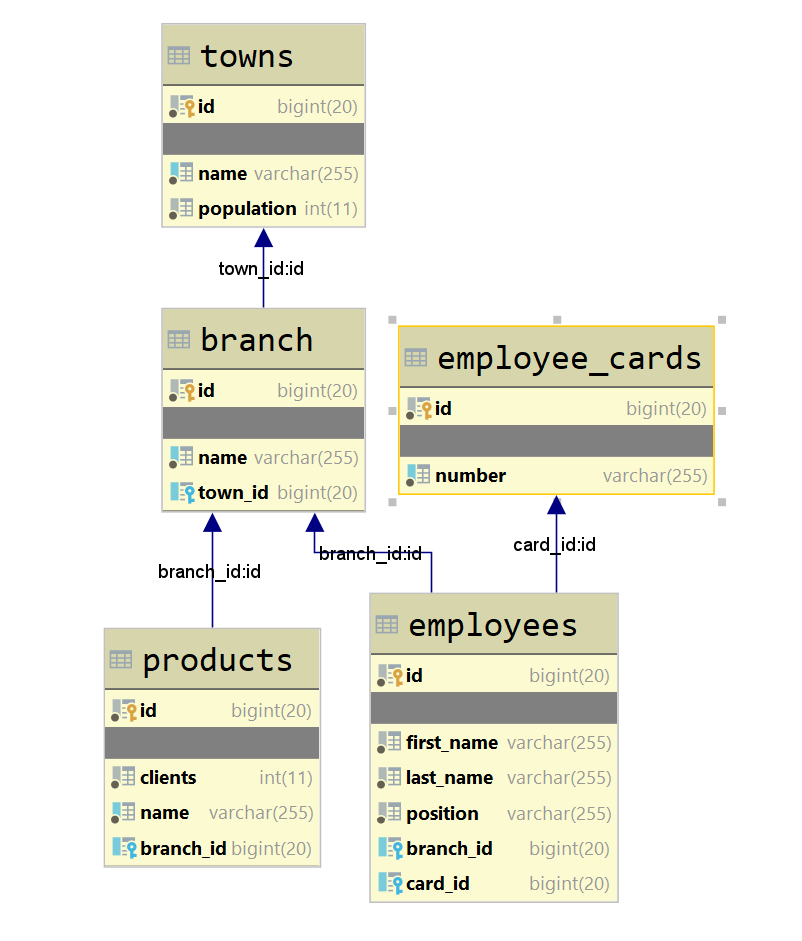 towns
id bigint(20)
name varchar(255)
population int(11)
town_id:id
branch
id bigint(20)
name varchar(255)
town_id bigint(20)
employee_cards
id bigint(20)
number varchar(255)
branch_id:id
branch_id:id
card_id:id
products
id bigint(20)
clients int(11)
name varchar(255)
branch_id bigint(20)
employees
id bigint(20)
first_name varchar(255)
last_name varchar(255)
position varchar(255)
branch_id bigint(20)
card_id bigint(20)